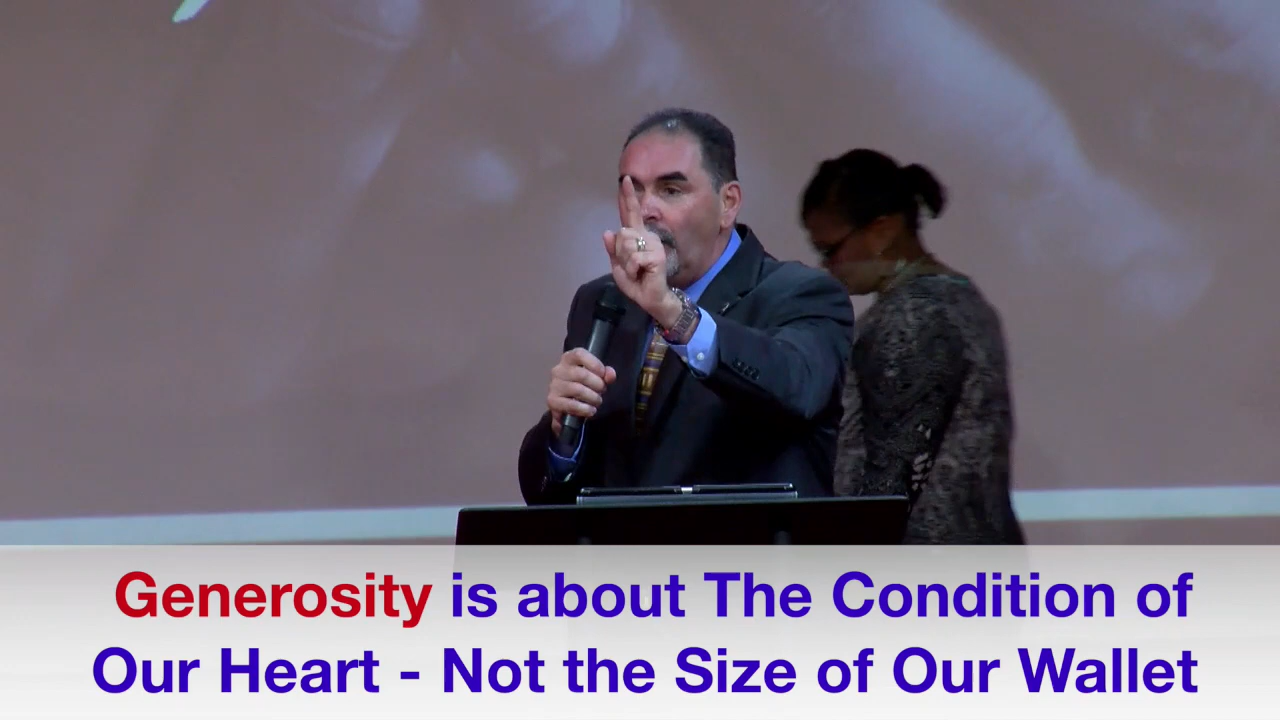 Generosity is about The Condition of
Our Heart - Not the Size of Our Wallet